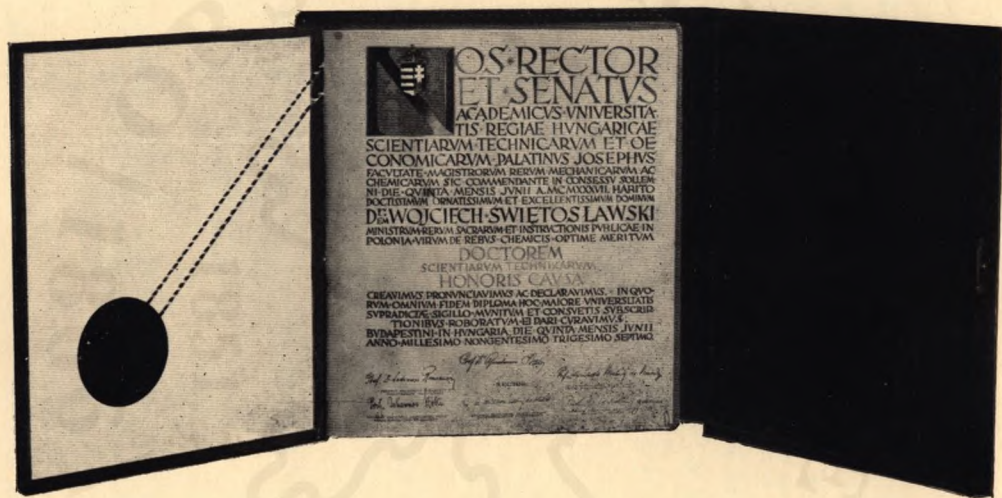 NOS·RECTOR
ET·SENATVS
ACADEMICVS·VNIVERSITA-
TIS·REGIAE HVNGARICAE
SCIENTIARVM·TECHNICARVM ET·OE
CONOMICARVM·PALATINVS JOSEPHVS
FACVLTATE·MAGISTRORVM RERVM·MECHANICARVM AC
CHEMICARVM SIC·COMMENDANTE IN·CONSESSV SOLLEM-
NI·DIE·QVINTA MENSIS JVNII A.MCMXXXVII. HABITO
DOCTISSIMVM ORNATISSIMVM ET·EXCELLENTISSIMVM DOMINVM
WOJCIECH·SWIETOSLAWSKI
MINISTRVM·RERVM SACRARVM·ET·INSTRVCTIONIS PVBLICAE IN
POLONIA·VIRVM·DE REBVS·CHEMICIS·OPTIME MERITVM
DOCTOREM
SCIENTIARVM TECHNICARVM
HONORIS CAVSA
CREAVIMVS PRONVNCIAVIMVS AC·DECLARAVIMVS · IN·QVO-
RVM·OMNIVM·FIDEM DIPLOMA HOC·MAIORE VNIVERSITATIS
SVPRADICTAE·SIGILLO·MVNITVM ET·CONSVETIS SVBSCRIP-
TIONIBVS·ROBORATVM·EI DARI·CVRAVIMVS;
BVDAPESTINI·IN·HVNGARIA DIE·QVINTA MENSIS JVNII
ANNO·MILLESIMO NONGENTESIMO TRIGESIMO SEPTIMO.